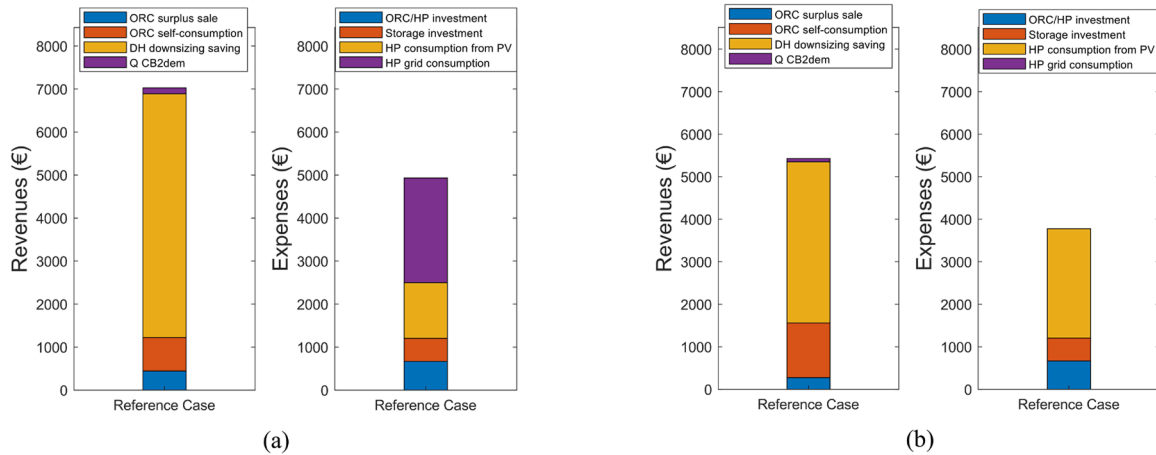 ORC surplus sale
ORC self-consumption
DH downsizing saving
Q CB2dem
8000
7000
6000
5000
4000
3000
2000
1000
0
Revenues (€)
Reference Case
ORC/HP investment
Storage investment
HP consumption from PV
HP grid consumption
8000
7000
6000
5000
4000
3000
2000
1000
0
Expenses (€)
Reference Case
(a)
ORC surplus sale
ORC self-consumption
DH downsizing saving
Q CB2dem
8000
7000
6000
5000
4000
3000
2000
1000
0
Revenues (€)
Reference Case
ORC/HP investment
Storage investment
HP consumption from PV
HP grid consumption
8000
7000
6000
5000
4000
3000
2000
1000
0
Expenses (€)
Reference Case
(b)